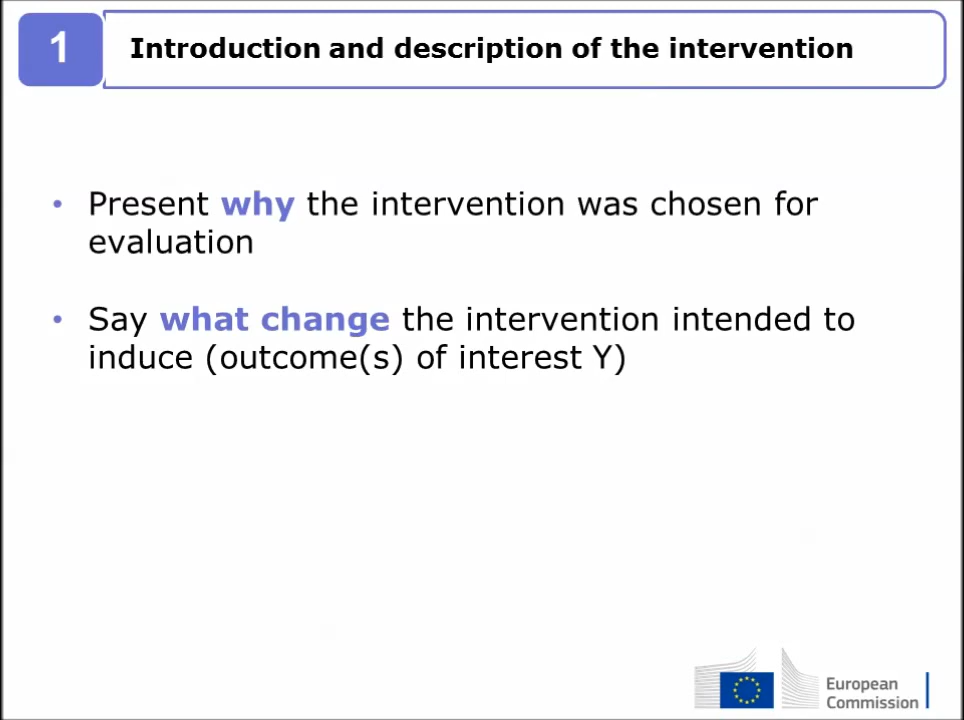 1
Introduction and description of the intervention
• Present why the intervention was chosen for
evaluation
• Say what change the intervention intended to
induce (outcome(s) of interest Y)
European
Commission